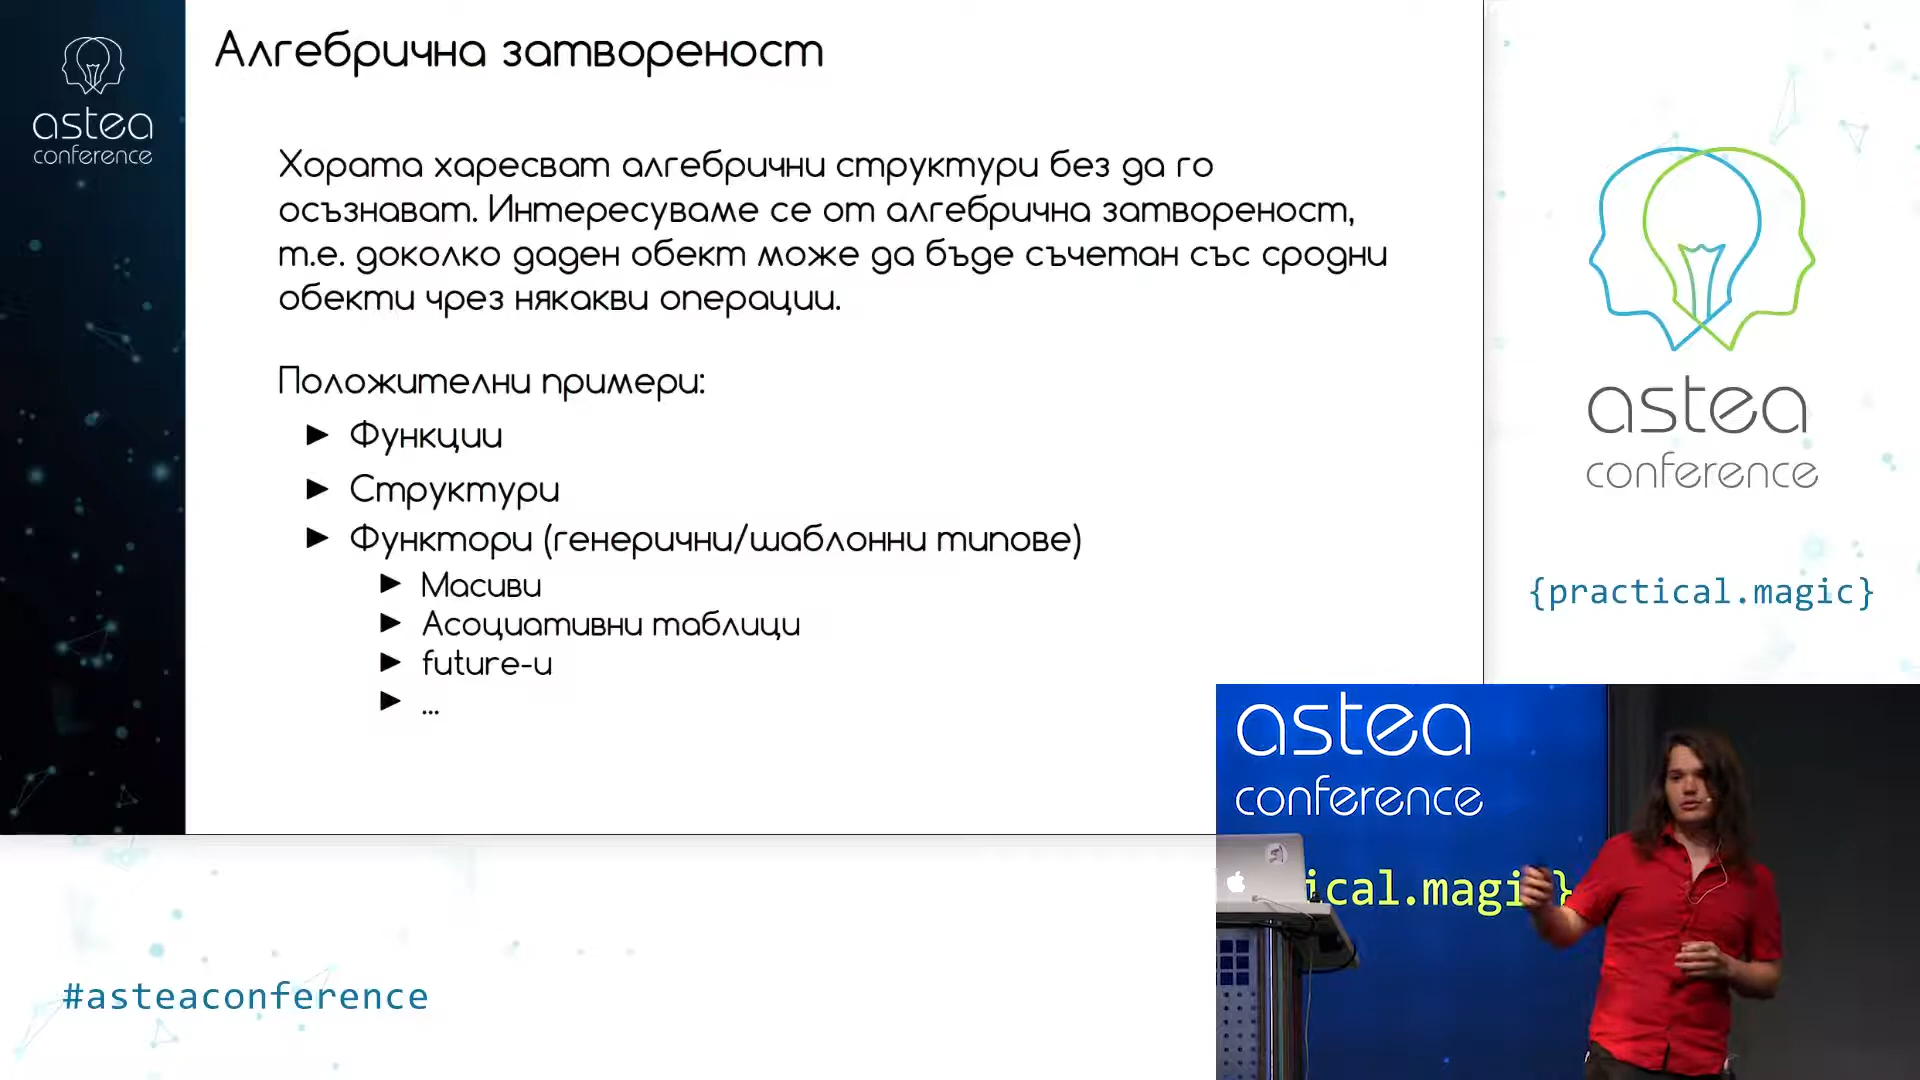 astea
conference
Алгебрична затвореност
Хората харесват алгебрични структури без да го
осъзнават. Интересуваме се от алгебрична затвореност,
т.е. доколко даден обект може да бъде съчетан със сродни
обекти чрез някакви операции.
Положителни примери:
► Функции
► Структури
► Функтори (генерични/шаблонни типове)
► Масиви
► Асоциативни таблици
► future-и
► ...
astea
conference
{practical.magic}
astea
conference
ical.magi }
#asteaconference